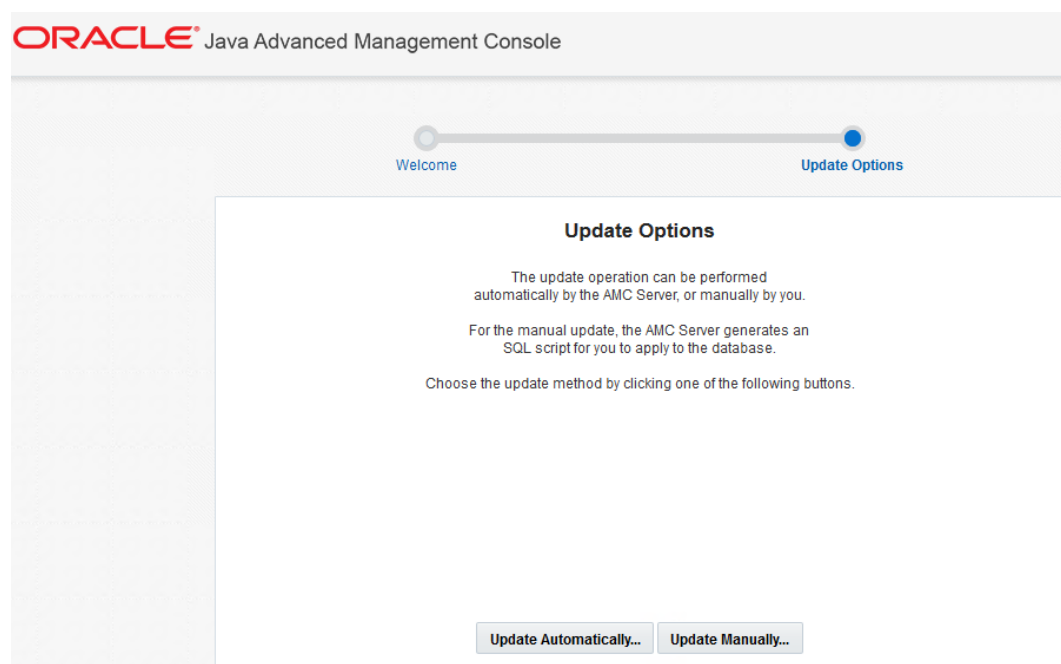 ORACLE® Java Advanced Management Console
Welcome
Update Options
Update Options
The update operation can be performed
automatically by the AMC Server, or manually by you.
For the manual update, the AMC Server generates an
SQL script for you to apply to the database.
Choose the update method by clicking one of the following buttons.
Update Automatically...
Update Manually...